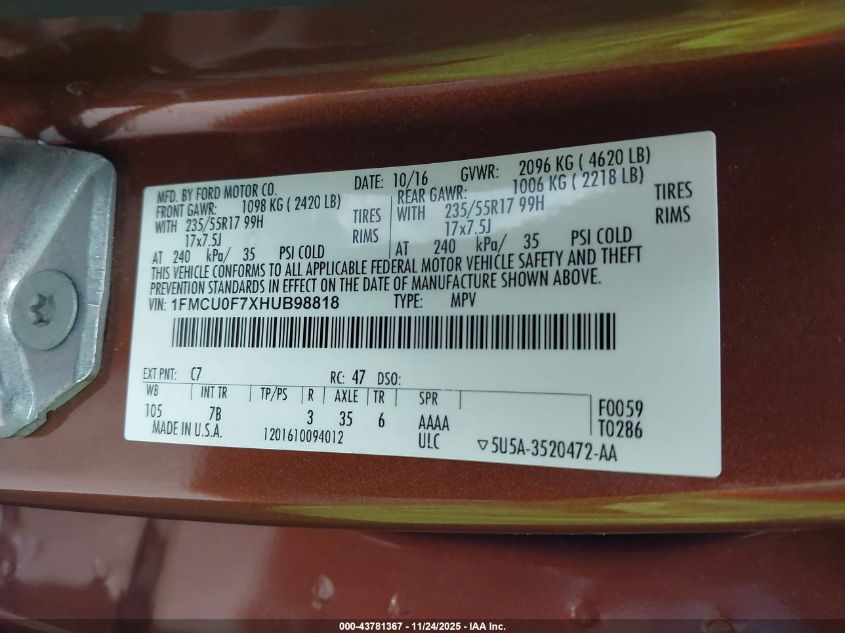 MFD. BY FORD MOTOR CO. DATE: 10/16 GVWR: 2096 KG ( 4620 LB)
FRONT GAWR: 1098 KG ( 2420 LB) REAR GAWR: 1006 KG ( 2218 LB)
WITH 235/55R17 99H TIRES WITH 235/55R17 99H TIRES
17x7.5J RIMS 17x7.5J RIMS
AT 240 kPa/ 35 PSI COLD AT 240 kPa/ 35 PSI COLD
THIS VEHICLE CONFORMS TO ALL APPLICABLE FEDERAL MOTOR VEHICLE SAFETY AND THEFT
PREVENTION STANDARDS IN EFFECT ON THE DATE OF MANUFACTURE SHOWN ABOVE.
VIN: 1FMCU0F7XHUB98818 TYPE: MPV
EXT PNT: C7 RC: 47 DSO:
WB INT TR TP/PS R AXLE TR SPR
105 7B 3 35 6 AAAA F0059
ULC T0286
MADE IN U.S.A. 1201610094012 ▽5U5A-3520472-AA
000-43781367 - 11/24/2025 - IAA Inc.